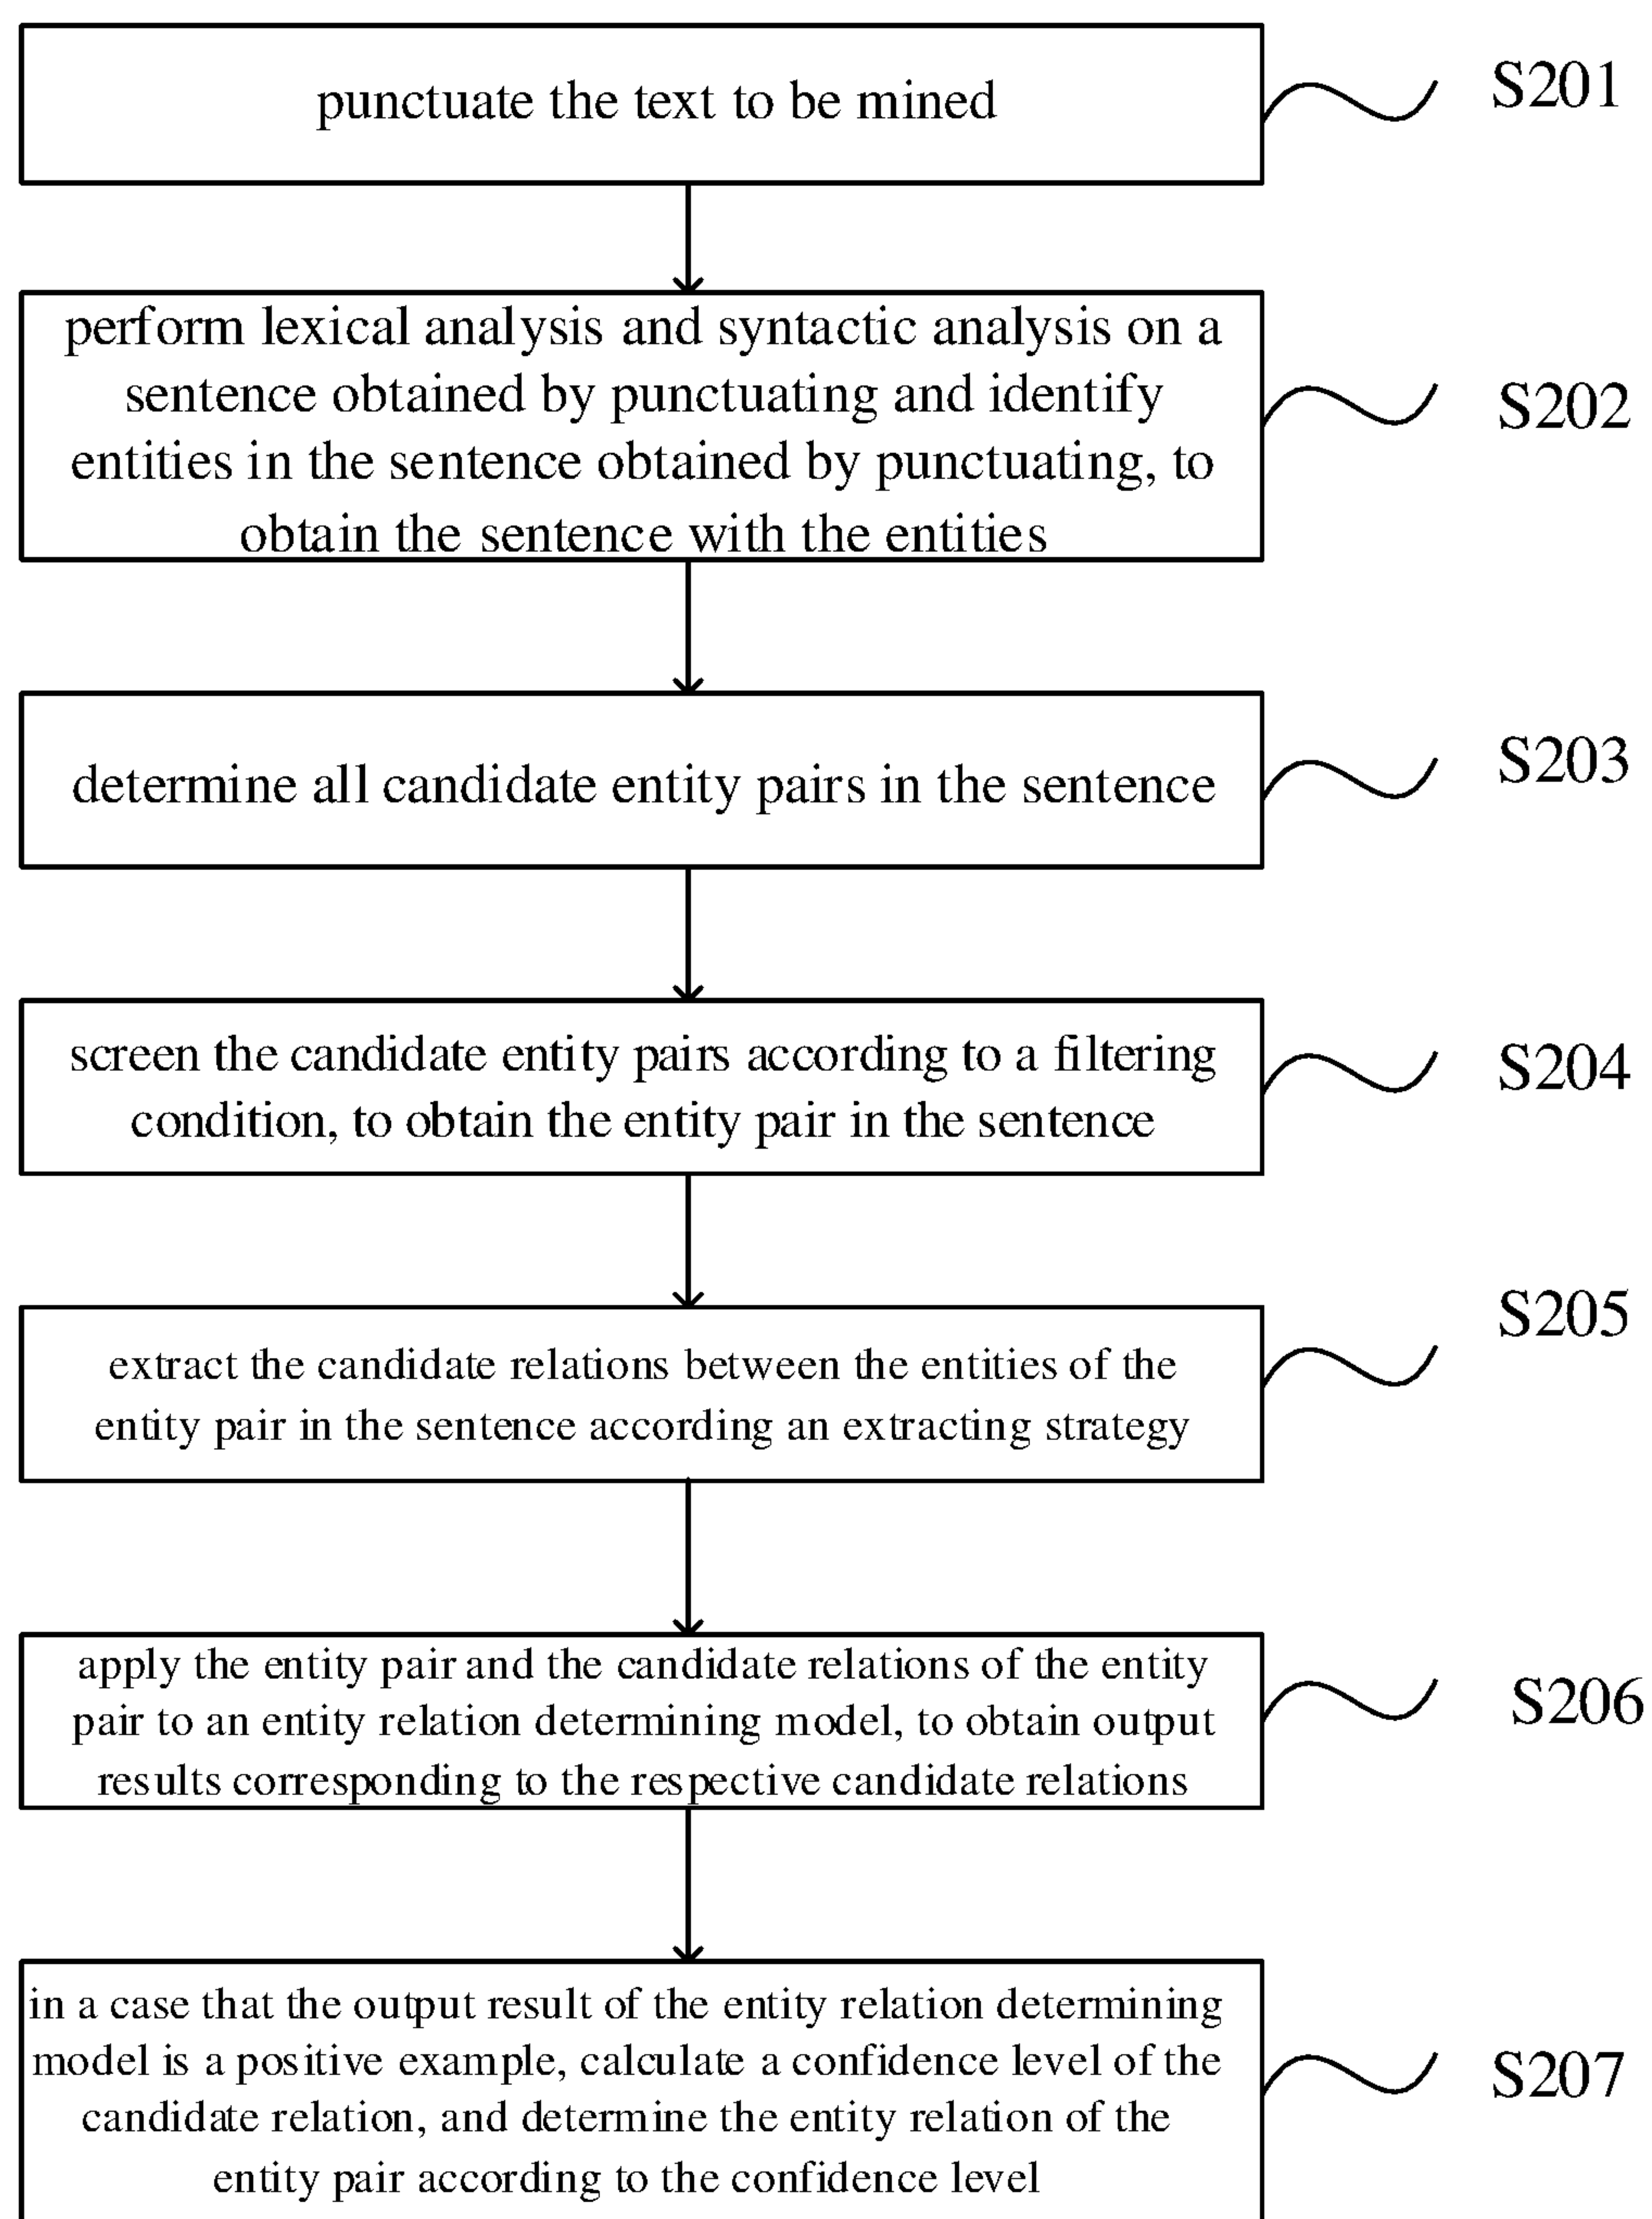 punctuate the text to be mined
S201
perform lexical analysis and syntactic analysis on a
sentence obtained by punctuating and identify
entities in the sentence obtained by punctuating, to
obtain the sentence with the entities
S202
determine all candidate entity pairs in the sentence
S203
screen the candidate entity pairs according to a filtering
condition, to obtain the entity pair in the sentence
S204
extract the candidate relations between the entities of the
entity pair in the sentence according an extracting strategy
S205
apply the entity pair and the candidate relations of the entity
pair to an entity relation determining model, to obtain output
results corresponding to the respective candidate relations
S206
in a case that the output result of the entity relation determining
model is a positive example, calculate a confidence level of the
candidate relation, and determine the entity relation of the
entity pair according to the confidence level
S207